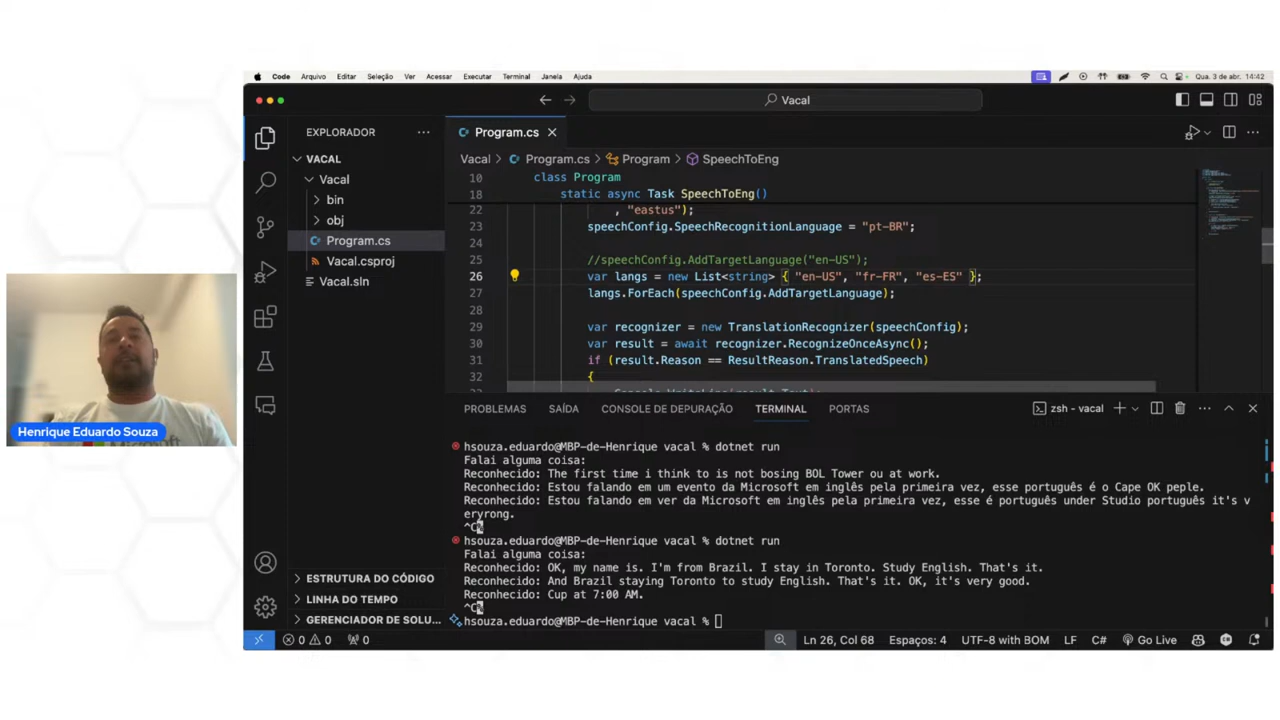 Code Arquivo Editar Seleção Ver Acessar Executar Terminal Janela Ajuda
Qua. 3 de abr. 14:42
Vacal
EXPLORADOR
Program.cs
VACAL
Vacal > Program.cs > Program > SpeechToEng
Vacal
bin
obj
Program.cs
Vacal.csproj
Vacal.sln
10 class Program
18 static async Task SpeechToEng()
22 , "eastus");
23 speechConfig.SpeechRecognitionLanguage = "pt-BR";
24
25 //speechConfig.AddTargetLanguage("en-US");
26 var langs = new List<string> { "en-US", "fr-FR", "es-ES" };
27 langs.ForEach(speechConfig.AddTargetLanguage);
28
29 var recognizer = new TranslationRecognizer(speechConfig);
30 var result = await recognizer.RecognizeOnceAsync();
31 if (result.Reason == ResultReason.TranslatedSpeech)
32 {
Console.WriteLine(result.Text);
PROBLEMAS SAÍDA CONSOLE DE DEPURAÇÃO TERMINAL PORTAS
zsh - vacal
hsouza.eduardo@MBP-de-Henrique vacal % dotnet run
Falai alguma coisa:
Reconhecido: The first time i think to is not bosing BOL Tower ou at work.
Reconhecido: Estou falando em um evento da Microsoft em inglês pela primeira vez, esse português é o Cape OK peple.
Reconhecido: Estou falando em ver da Microsoft em inglês pela primeira vez, esse é português under Studio português it's v
eryrong.
^C%
hsouza.eduardo@MBP-de-Henrique vacal % dotnet run
Falai alguma coisa:
Reconhecido: OK, my name is. I'm from Brazil. I stay in Toronto. Study English. That's it.
Reconhecido: And Brazil staying Toronto to study English. That's it. OK, it's very good.
Reconhecido: Cup at 7:00 AM.
^C%
hsouza.eduardo@MBP-de-Henrique vacal %
ESTRUTURA DO CÓDIGO
LINHA DO TEMPO
GERENCIADOR DE SOLU...
0 0 0
Ln 26, Col 68 Espaços: 4 UTF-8 with BOM LF C# Go Live
Henrique Eduardo Souza